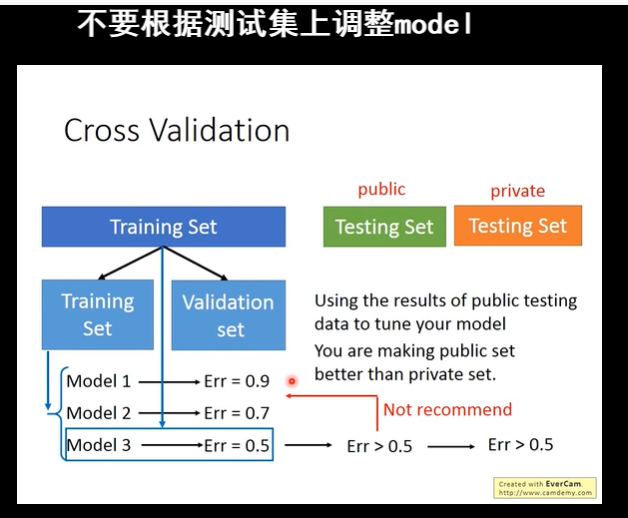 不要根据测试集上调整model
Cross Validation
public
private
Training Set
Testing Set
Testing Set
Training
Set
Validation
set
Using the results of public testing
data to tune your model
You are making public set
better than private set.
Model 1
Err = 0.9
Model 2
Err = 0.7
Not recommend
Model 3
Err = 0.5
Err > 0.5
Err > 0.5
Created with EverCam.
http://www.camdemy.com